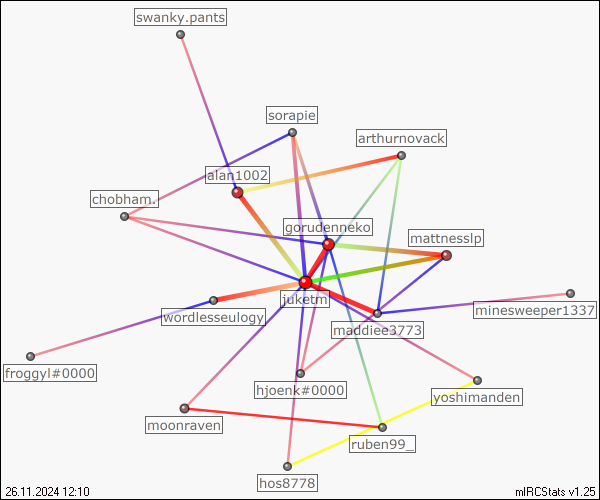 swanky.pants
sorapie
arthurnovack
alan1002
chobham.
gorudenneko
mattnesslp
juketm
minesweeper1337
wordlesseulogy
maddiee3773
froggyl#0000
hjoenk#0000
yoshimanden
moonraven
ruben99_
hos8778
26.11.2024 12:10
mIRCStats v1.25